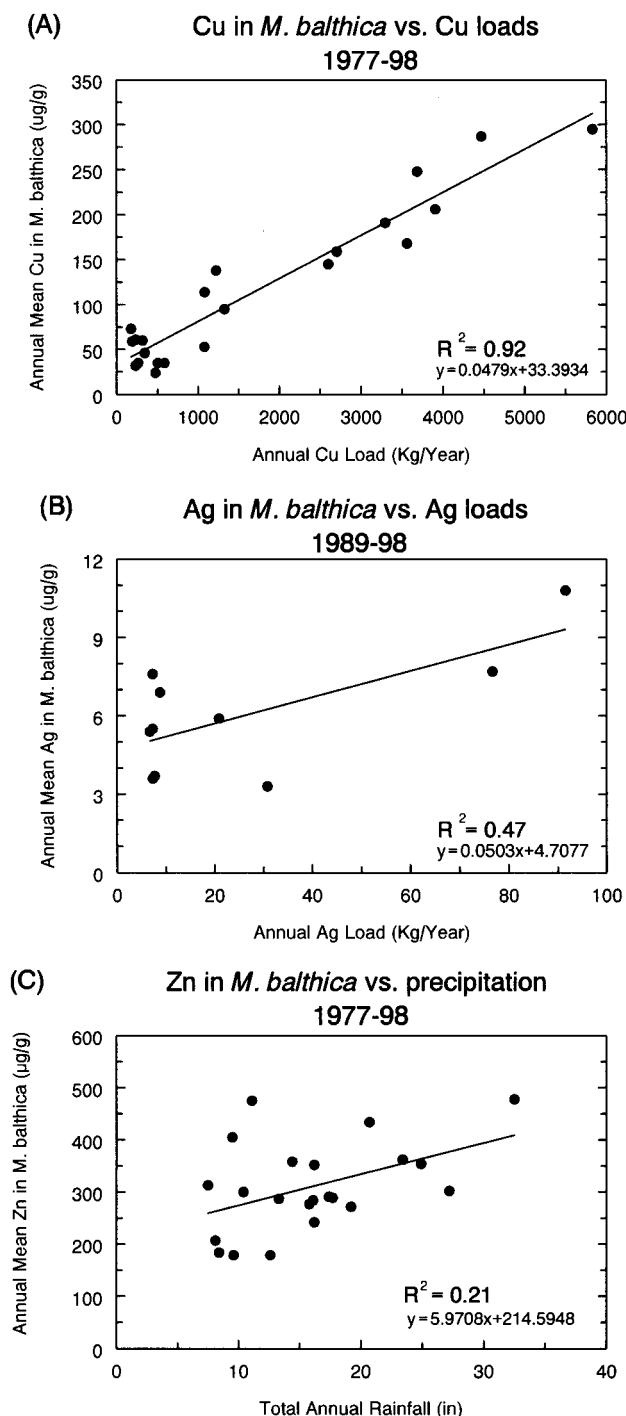 (A)
Cu in M. balthica vs. Cu loads
1977-98
Annual Mean Cu in M. balthica (ug/g)
350
300
250
200
150
100
50
0
R² = 0.92
y=0.0479x+33.3934
0 1000 2000 3000 4000 5000 6000
Annual Cu Load (Kg/Year)
(B)
Ag in M. balthica vs. Ag loads
1989-98
Annual Mean Ag in M. balthica (ug/g)
12
9
6
3
0
R² = 0.47
y=0.0503x+4.7077
0 20 40 60 80 100
Annual Ag Load (Kg/Year)
(C)
Zn in M. balthica vs. precipitation
1977-98
Annual Mean Zn in M. balthica (μg/g)
600
500
400
300
200
100
0
R² = 0.21
y=5.9708x+214.5948
0 10 20 30 40
Total Annual Rainfall (in)